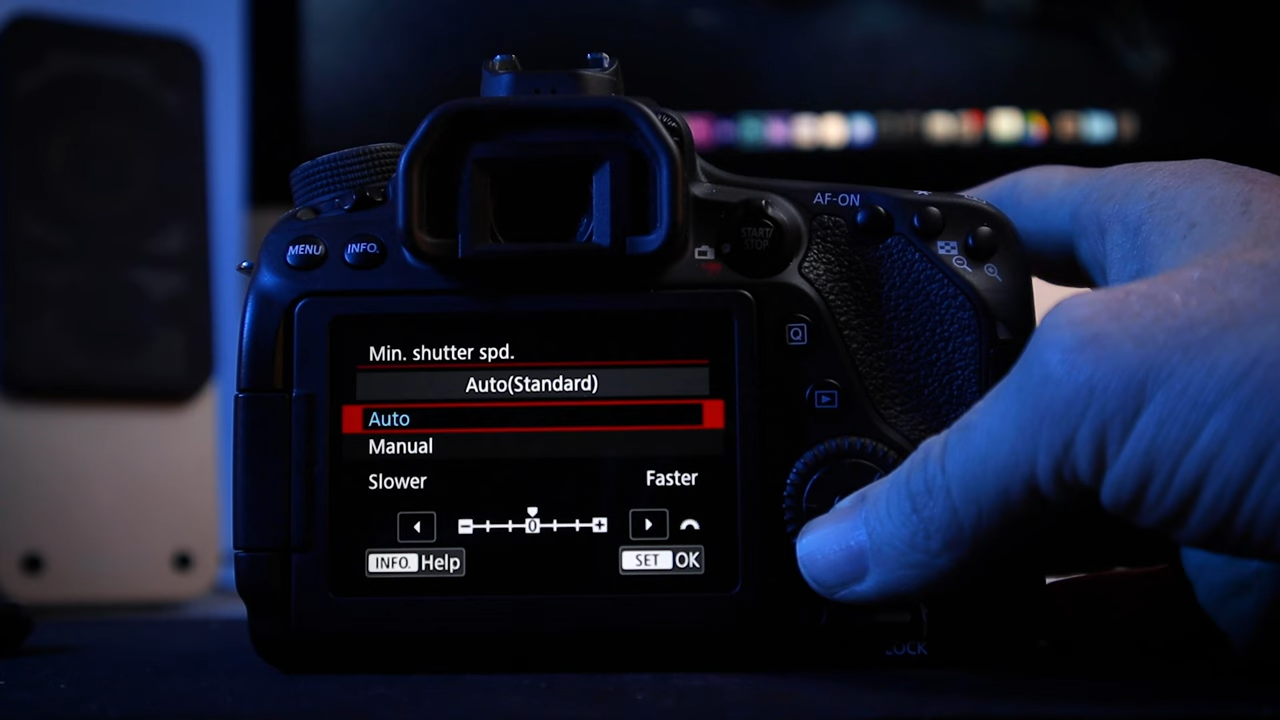 AF-ON
MENU
INFO.
START/
STOP
Q
Min. shutter spd.
Auto(Standard)
Auto
Manual
Slower
Faster
- 0 +
INFO. Help
SET OK
LOCK